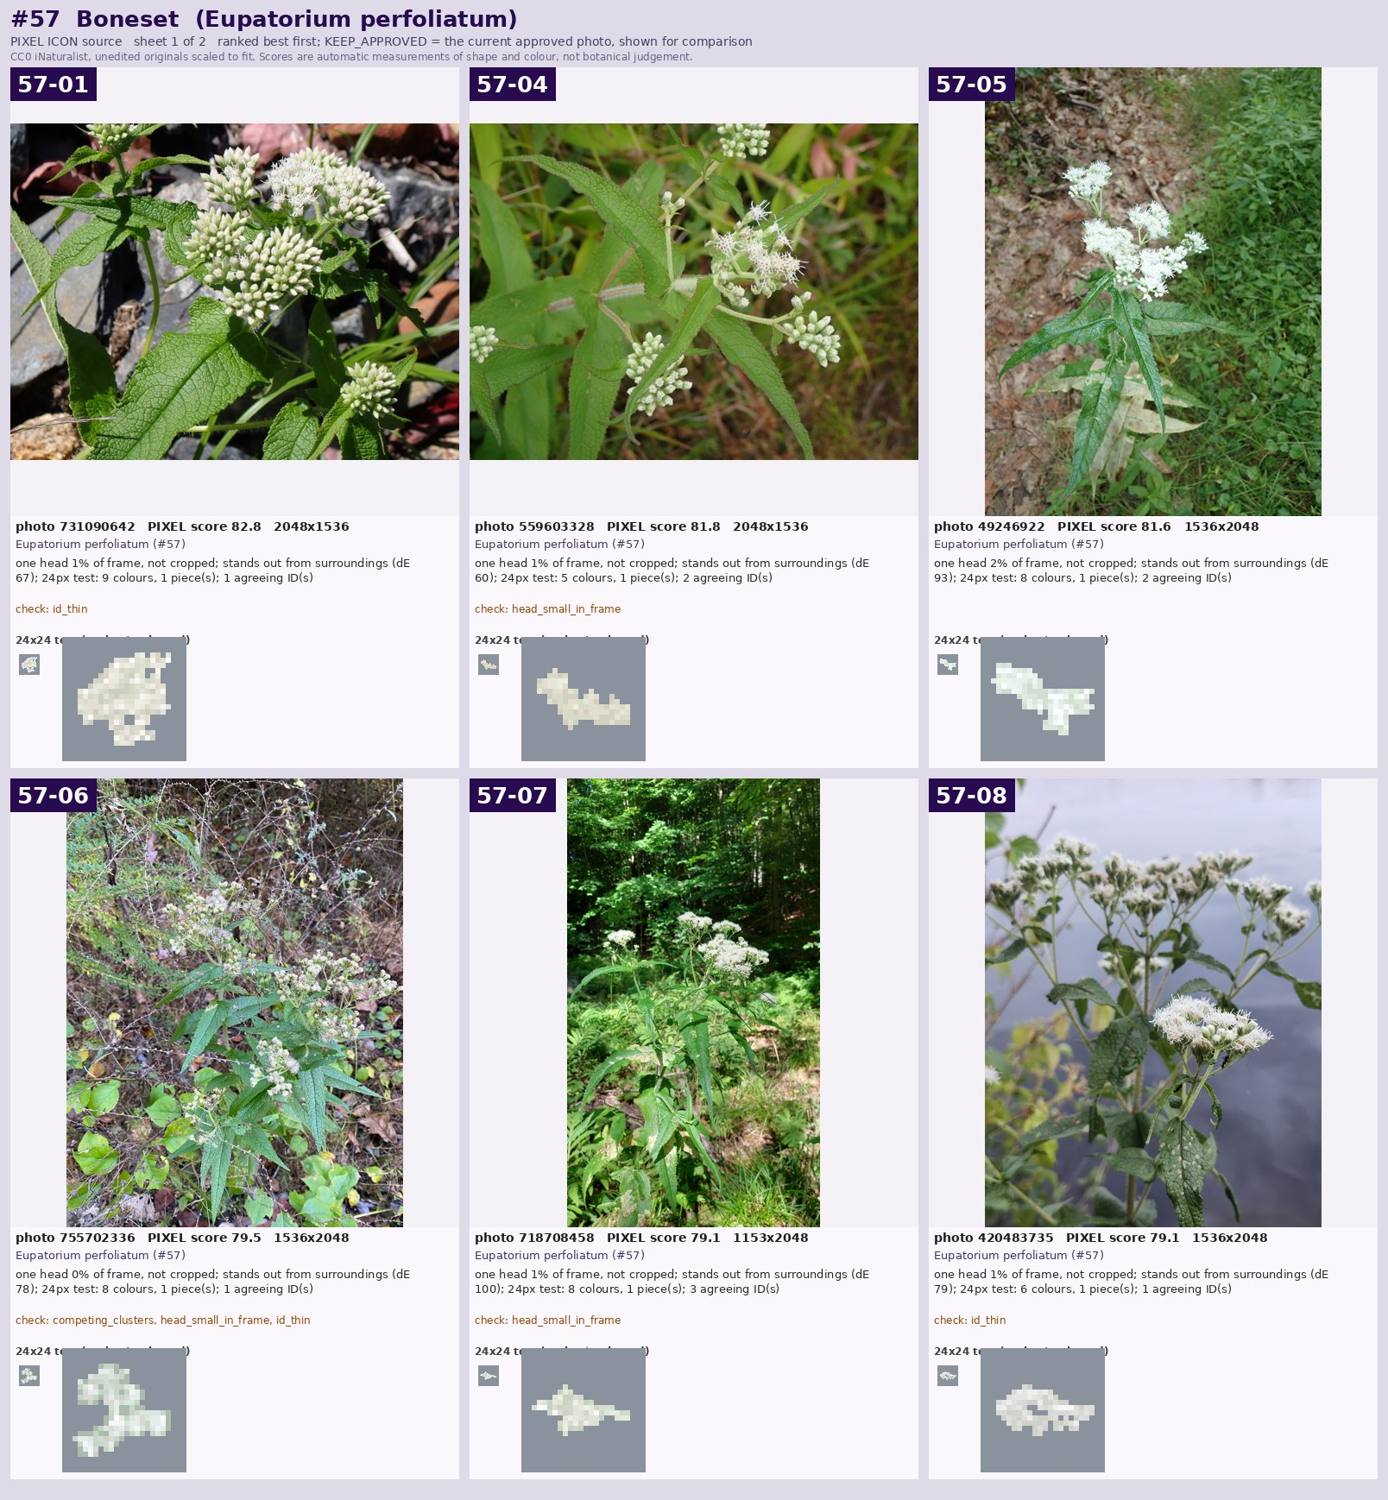 #57 Boneset (Eupatorium perfoliatum)
PIXEL ICON source sheet 1 of 2 ranked best first; KEEP_APPROVED = the current approved photo, shown for comparison
CC0 iNaturalist, unedited originals scaled to fit. Scores are automatic measurements of shape and colour, not botanical judgement.
57-01
photo 731090642 PIXEL score 82.8 2048x1536
Eupatorium perfoliatum (#57)
one head 1% of frame, not cropped; stands out from surroundings (dE
67); 24px test: 9 colours, 1 piece(s); 1 agreeing ID(s)
check: id_thin
24x24
57-04
photo 559603328 PIXEL score 81.8 2048x1536
Eupatorium perfoliatum (#57)
one head 1% of frame, not cropped; stands out from surroundings (dE
60); 24px test: 5 colours, 1 piece(s); 2 agreeing ID(s)
check: head_small_in_frame
24x24
57-05
photo 49246922 PIXEL score 81.6 1536x2048
Eupatorium perfoliatum (#57)
one head 2% of frame, not cropped; stands out from surroundings (dE
93); 24px test: 8 colours, 1 piece(s); 2 agreeing ID(s)
24x24
57-06
photo 755702336 PIXEL score 79.5 1536x2048
Eupatorium perfoliatum (#57)
one head 0% of frame, not cropped; stands out from surroundings (dE
78); 24px test: 8 colours, 1 piece(s); 1 agreeing ID(s)
check: competing_clusters, head_small_in_frame, id_thin
24x24
57-07
photo 718708458 PIXEL score 79.1 1153x2048
Eupatorium perfoliatum (#57)
one head 1% of frame, not cropped; stands out from surroundings (dE
100); 24px test: 8 colours, 1 piece(s); 3 agreeing ID(s)
check: head_small_in_frame
24x24
57-08
photo 420483735 PIXEL score 79.1 1536x2048
Eupatorium perfoliatum (#57)
one head 1% of frame, not cropped; stands out from surroundings (dE
79); 24px test: 6 colours, 1 piece(s); 1 agreeing ID(s)
check: id_thin
24x24